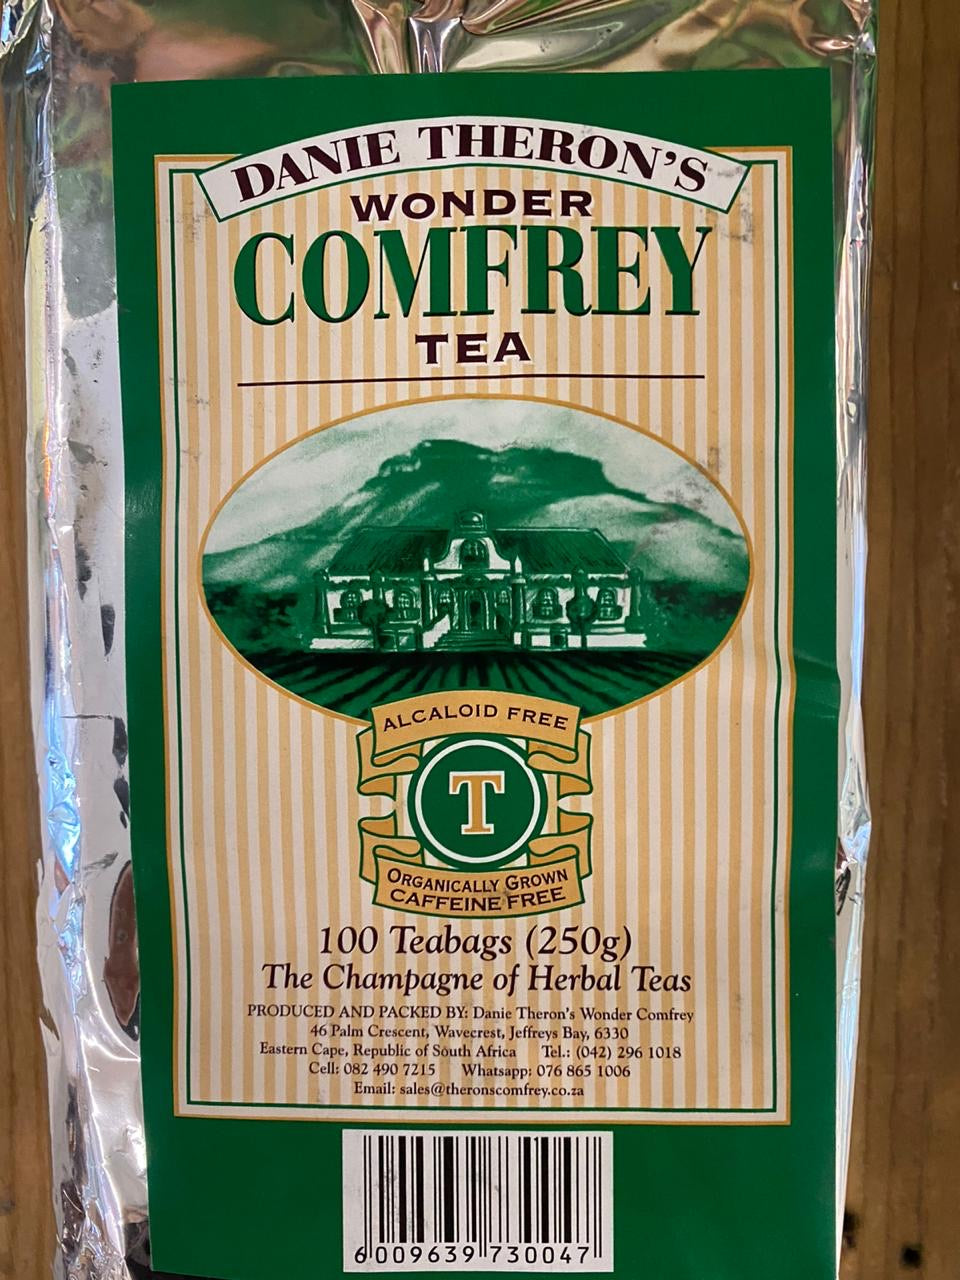 DANIE THERON'S
WONDER
COMFREY
TEA
ALCALOID FREE
T
ORGANICALLY GROWN
CAFFEINE FREE
100 Teabags (250g)
The Champagne of Herbal Teas
PRODUCED AND PACKED BY: Danie Theron's Wonder Comfrey
46 Palm Crescent, Wavecrest, Jeffreys Bay, 6330
Eastern Cape, Republic of South Africa Tel.: (042) 296 1018
Cell: 082 490 7215 Whatsapp: 076 865 1006
Email: sales@theronscomfrey.co.za
6 009639 730047